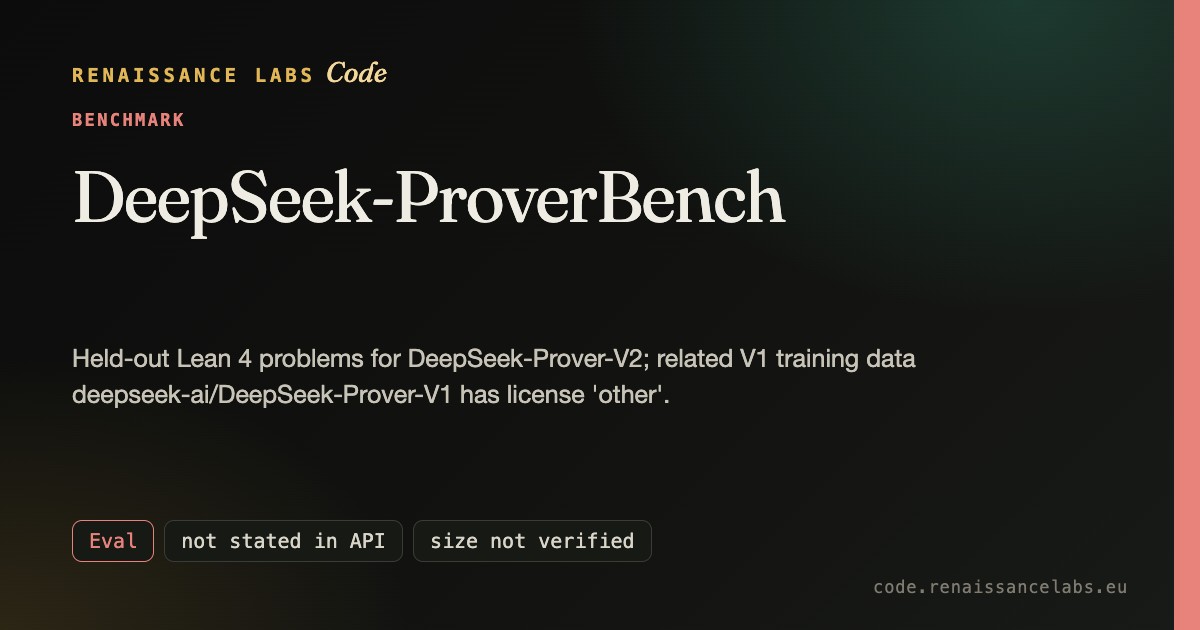 RENAISSANCE LABS Code
BENCHMARK
DeepSeek-ProverBench
Held-out Lean 4 problems for DeepSeek-Prover-V2; related V1 training data
deepseek-ai/DeepSeek-Prover-V1 has license 'other'.
Eval not stated in API size not verified
code.renaissancelabs.eu